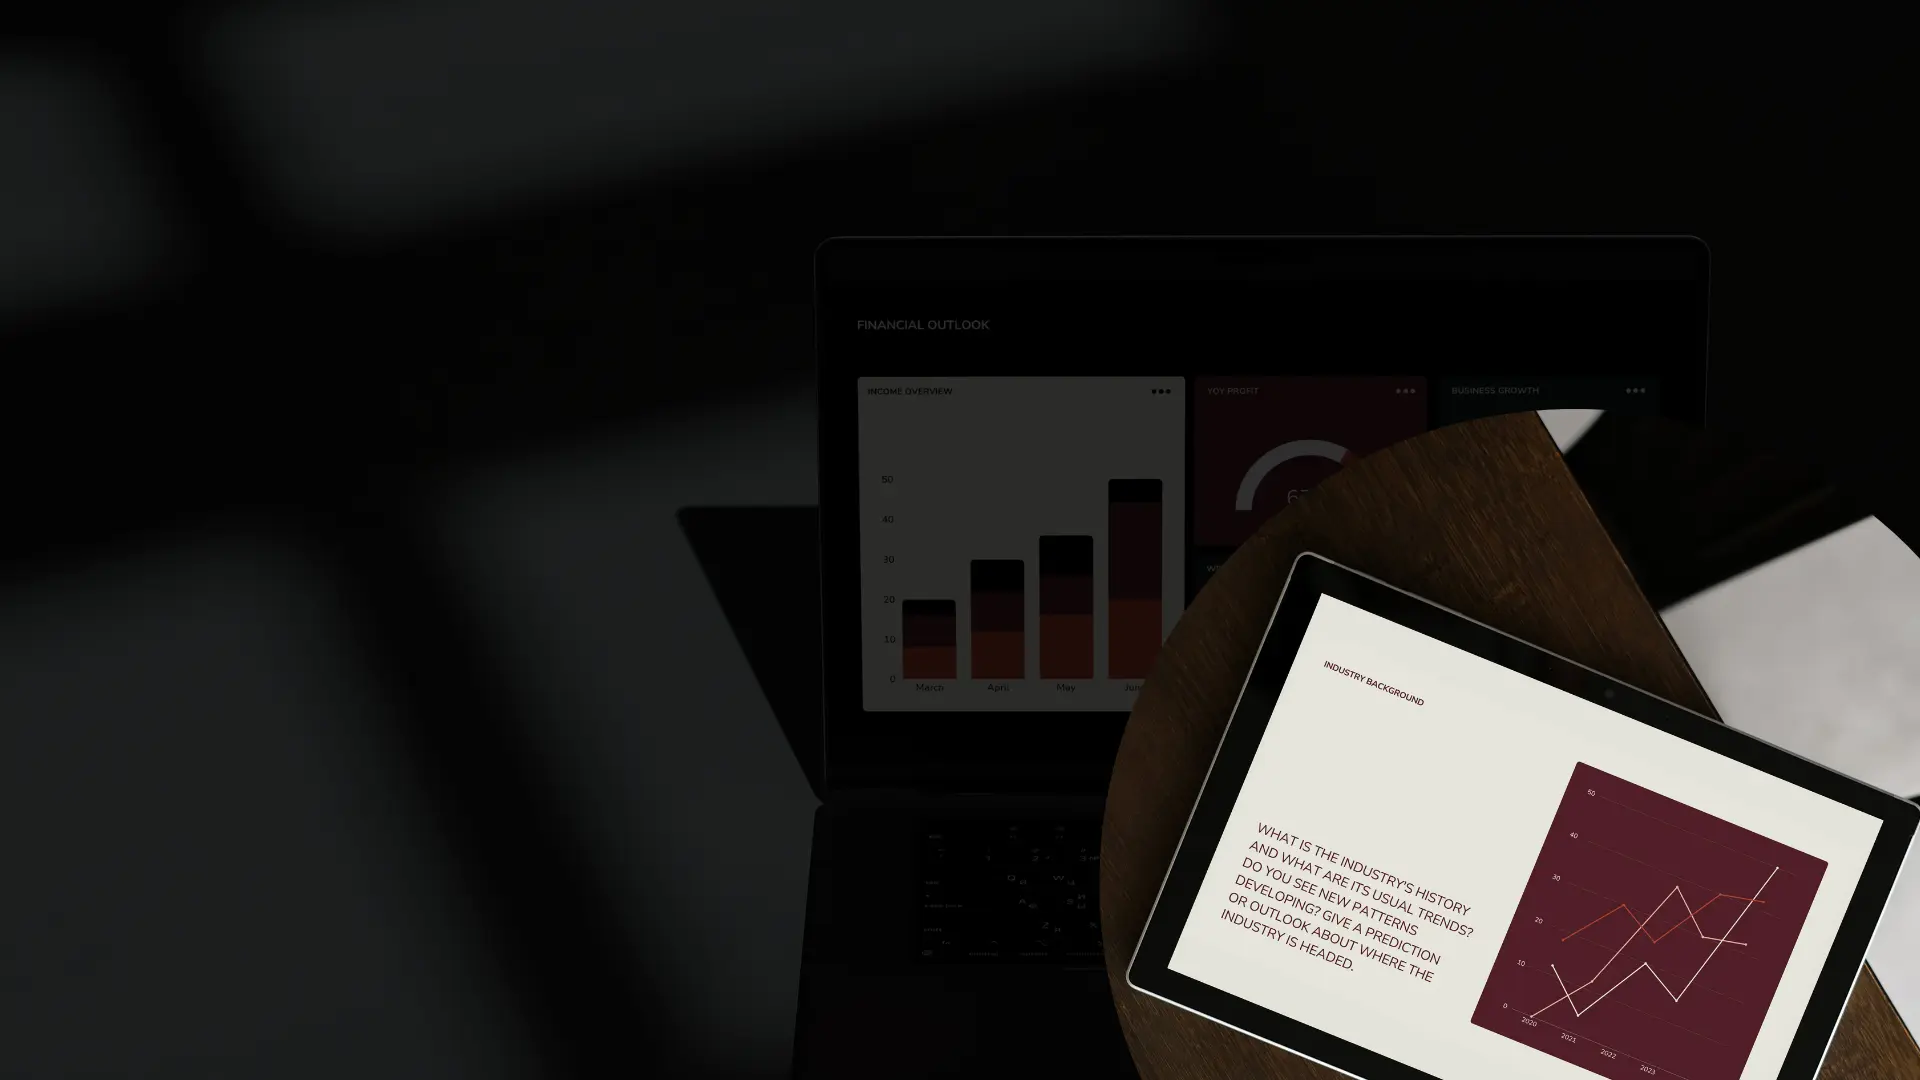 FINANCIAL OUTLOOK
INCOME OVERVIEW
YOY PROFIT
BUSINESS GROWTH
50
40
30
20
10
0
March
April
May
INDUSTRY BACKGROUND
WHAT IS THE INDUSTRY'S HISTORY
AND WHAT ARE ITS USUAL TRENDS?
DO YOU SEE NEW PATTERNS
DEVELOPING? GIVE A PREDICTION
OR OUTLOOK ABOUT WHERE THE
INDUSTRY IS HEADED.
50
40
30
20
10
0
2020
2021
2022
2023